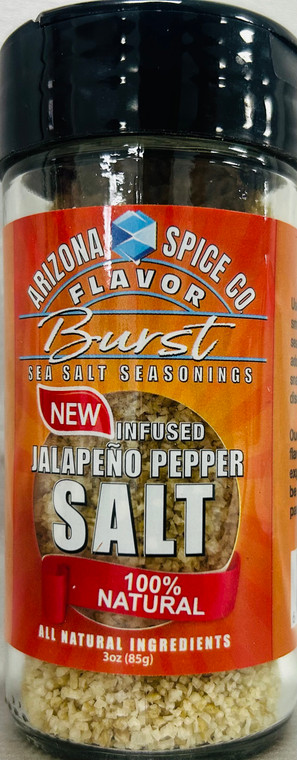 ARIZONA SPICE CO
FLAVOR
Burst
SEA SALT SEASONINGS
NEW
INFUSED
JALAPEÑO PEPPER
SALT
100%
NATURAL
ALL NATURAL INGREDIENTS
3oz (85g)